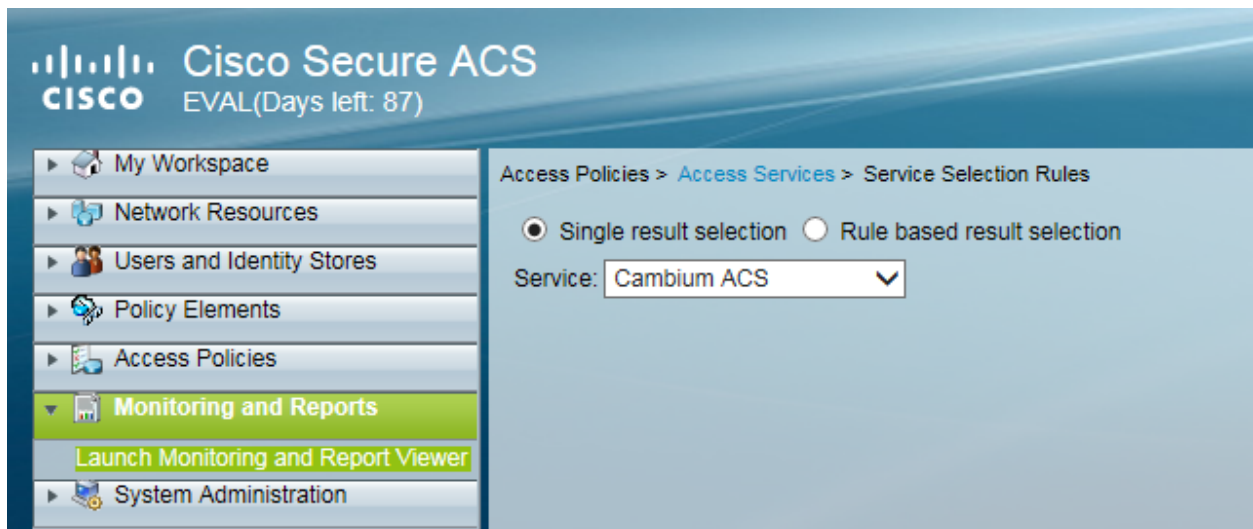 Cisco Secure ACS
CISCO
EVAL(Days left: 87)
My Workspace
Network Resources
Users and Identity Stores
Policy Elements
Access Policies
Monitoring and Reports
Launch Monitoring and Report Viewer
System Administration
Access Policies > Access Services > Service Selection Rules
Single result selection Rule based result selection
Service: Cambium ACS